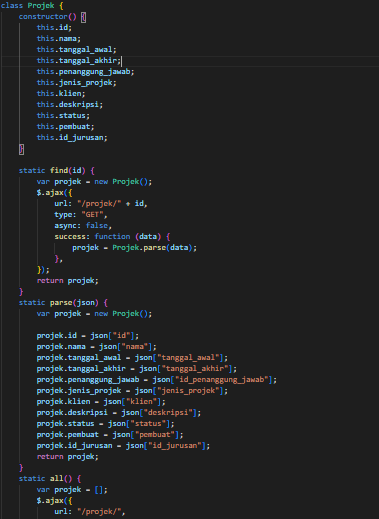 class Projek {
    constructor() {
        this.id;
        this.nama;
        this.tanggal_awal;
        this.tanggal_akhir;
        this.penanggung_jawab;
        this.jenis_projek;
        this.klien;
        this.deskripsi;
        this.status;
        this.pembuat;
        this.id_jurusan;
    }

    static find(id) {
        var projek = new Projek();
        $.ajax({
            url: "/projek/" + id,
            type: "GET",
            async: false,
            success: function (data) {
                projek = Projek.parse(data);
            },
        });
        return projek;
    }
    static parse(json) {
        var projek = new Projek();

        projek.id = json["id"];
        projek.nama = json["nama"];
        projek.tanggal_awal = json["tanggal_awal"];
        projek.tanggal_akhir = json["tanggal_akhir"];
        projek.penanggung_jawab = json["id_penanggung_jawab"];
        projek.jenis_projek = json["jenis_projek"];
        projek.klien = json["klien"];
        projek.deskripsi = json["deskripsi"];
        projek.status = json["status"];
        projek.pembuat = json["pembuat"];
        projek.id_jurusan = json["id_jurusan"];
        return projek;
    }
    static all() {
        var projek = [];
        $.ajax({
            url: "/projek/",